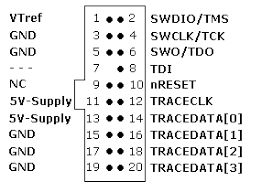 VTref 1 2 SWDIO/TMS
GND 3 4 SWCLK/TCK
GND 5 6 SWO/TDO
--- 7 8 TDI
NC 9 10 nRESET
5V-Supply 11 12 TRACECLK
5V-Supply 13 14 TRACEDATA[0]
GND 15 16 TRACEDATA[1]
GND 17 18 TRACEDATA[2]
GND 19 20 TRACEDATA[3]